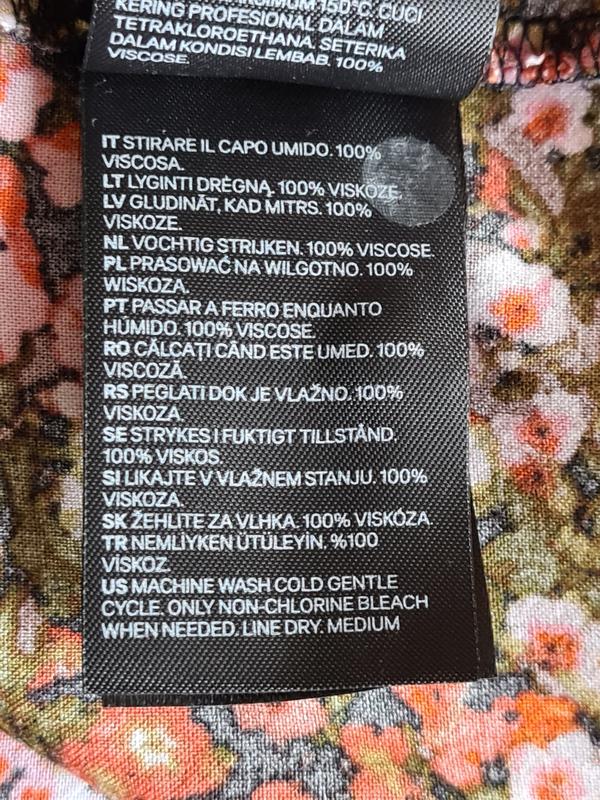 MAKSIMUM 150°C. CUCI
KERING PROFESIONAL DALAM
TETRAKLOROETHANA. SETERIKA
DALAM KONDISI LEMBAB. 100%
VISCOSE.
IT STIRARE IL CAPO UMIDO. 100%
VISCOSA.
LT LYGINTI DRĖGNĄ. 100% VISKOZE.
LV GLUDINĀT, KAD MITRS. 100%
VISKOZE.
NL VOCHTIG STRIJKEN. 100% VISCOSE.
PL PRASOWAĆ NA WILGOTNO. 100%
WISKOZA.
PT PASSAR A FERRO ENQUANTO
HÚMIDO. 100% VISCOSE.
RO CĂLCAȚI CÂND ESTE UMED. 100%
VISCOZĂ.
RS PEGLATI DOK JE VLAŽNO. 100%
VISKOZA.
SE STRYKES I FUKTIGT TILLSTÅND.
100% VISKOS.
SI LIKAJTE V VLAŽNEM STANJU. 100%
VISKOZA.
SK ŽEHLITE ZA VLHKA. 100% VISKÓZA.
TR NEMLİYKEN ÜTÜLEYİN. %100
VISKOZ.
US MACHINE WASH COLD GENTLE
CYCLE. ONLY NON-CHLORINE BLEACH
WHEN NEEDED. LINE DRY. MEDIUM